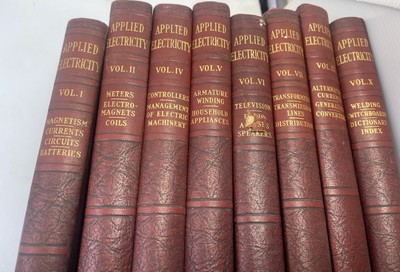 APPLIED
ELECTRICITY
VOL. I
MAGNETISM
CURRENTS
CIRCUITS
BATTERIES
APPLIED
ELECTRICITY
VOL. II
METERS
ELECTRO-
MAGNETS
COILS
APPLIED
ELECTRICITY
VOL. IV
CONTROLLERS
MANAGEMENT
OF ELECTRIC
MACHINERY
APPLIED
ELECTRICITY
VOL. V
ARMATURE
WINDING
HOUSEHOLD
APPLIANCES
APPLIED
ELECTRICITY
VOL. VI
TELEVISION
SPEAKERS
APPLIED
ELECTRICITY
VOL. VII
TRANSFORMERS
TRANSMISSION
LINES
DISTRIBUTION
APPLIED
ELECTRICITY
ALTERNATING
CURRENT
GENERATORS
APPLIED
ELECTRICITY
VOL. X
WELDING
SWITCHBOARDS
DICTIONARY
INDEX